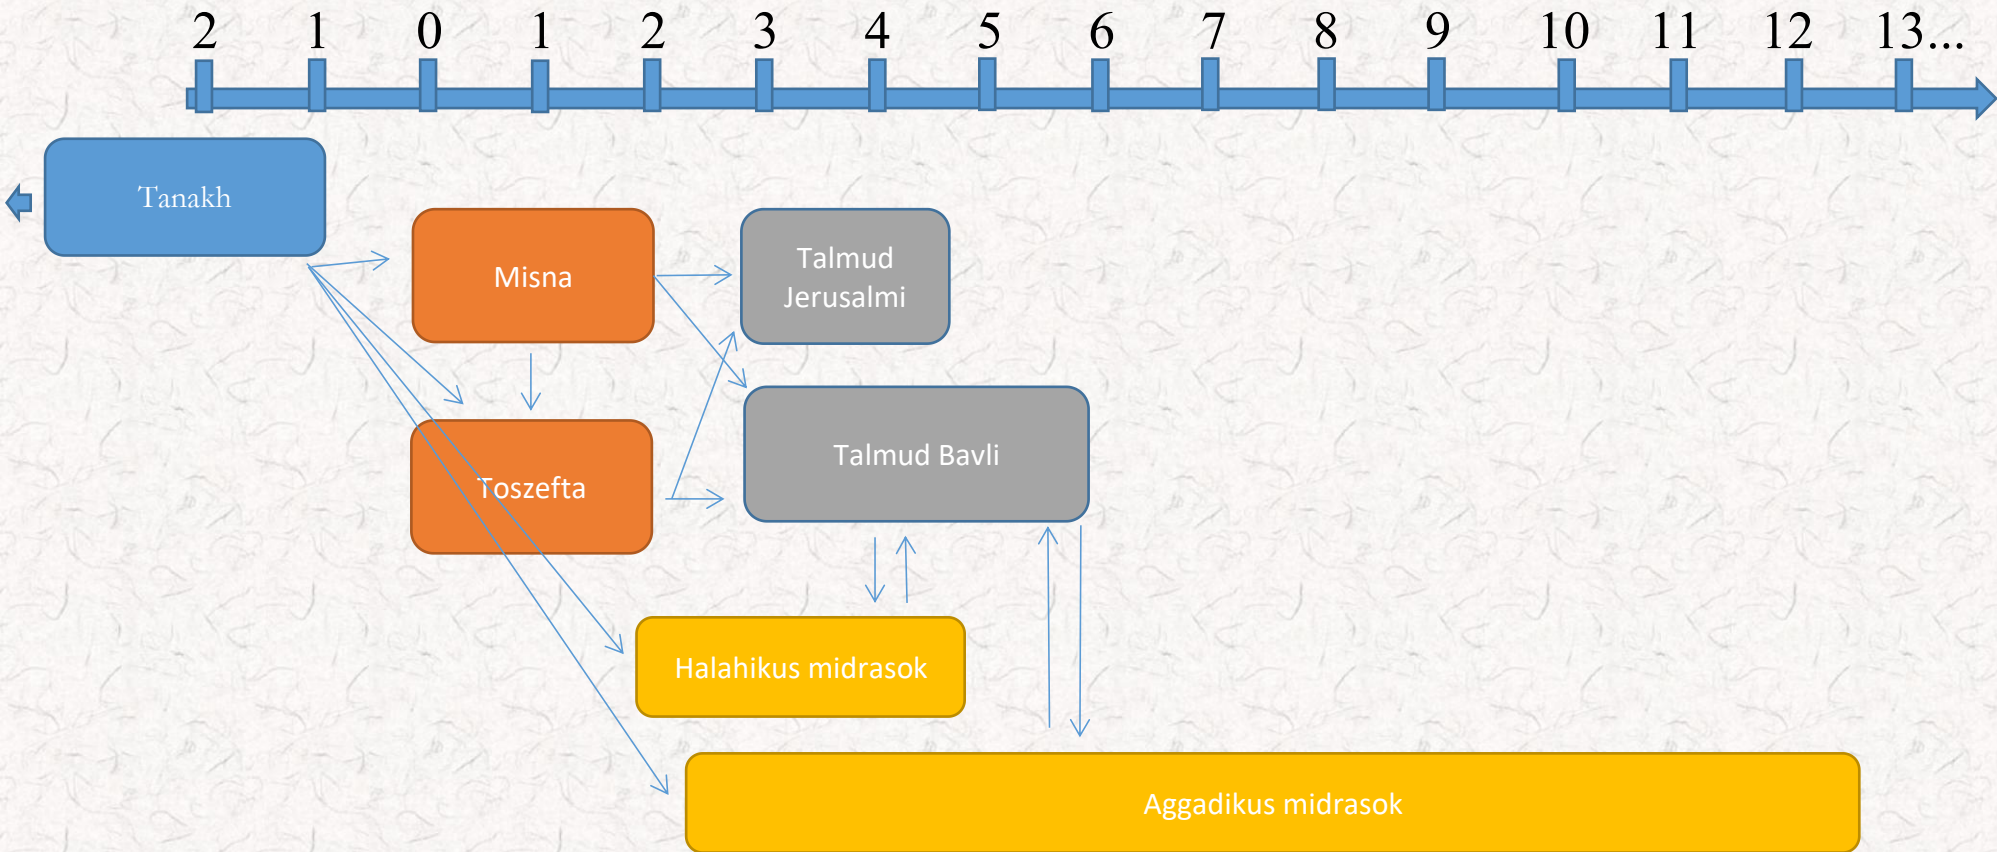 2 1 0 1 2 3 4 5 6 7 8 9 10 11 12 13...
Tanakh
Misna
Talmud
Jerusalmi
Toszefta
Talmud Bavli
Halahikus midrasok
Aggadikus midrasok